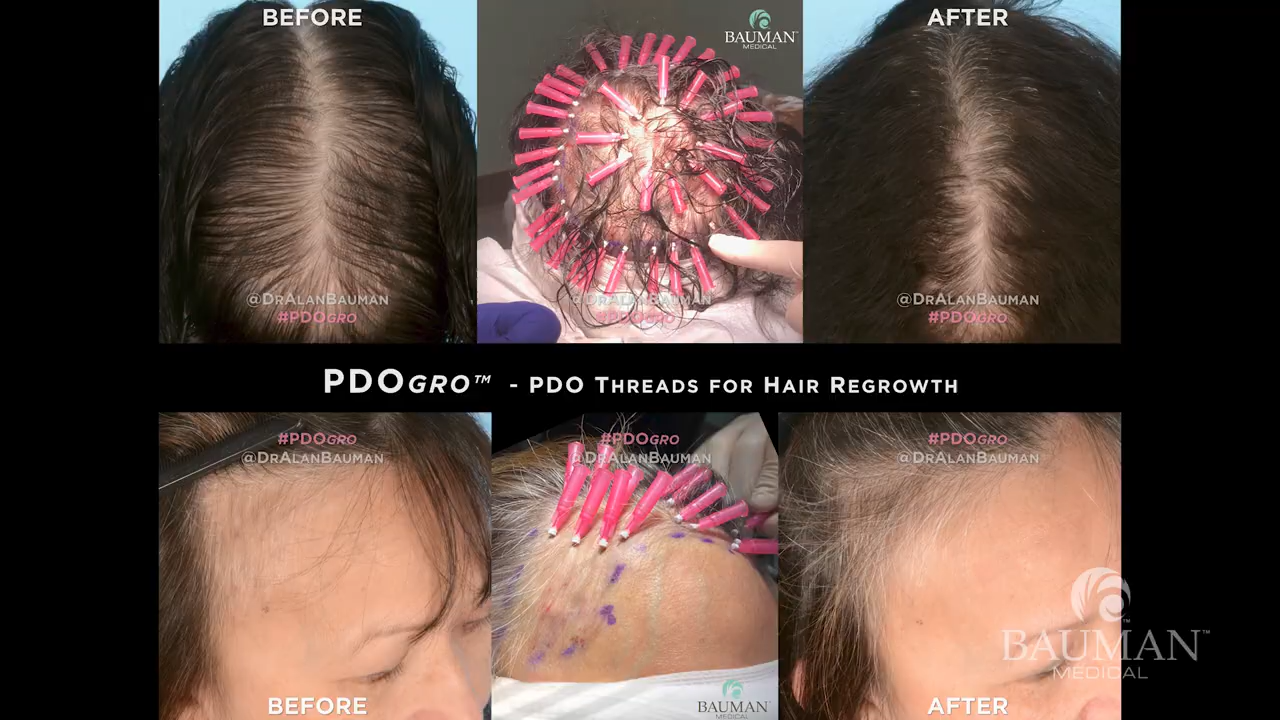 BEFORE
BAUMAN
MEDICAL
AFTER
@DrAlanBauman
#PDOgro
@DrAlanBauman
#PDOgro
@DrAlanBauman
#PDOgro
PDOgro™ - PDO Threads for Hair Regrowth
#PDOgro
@DrAlanBauman
#PDOgro
@DrAlanBauman
#PDOgro
@DrAlanBauman
BAUMAN™
MEDICAL
BEFORE
BAUMAN
MEDICAL
AFTER